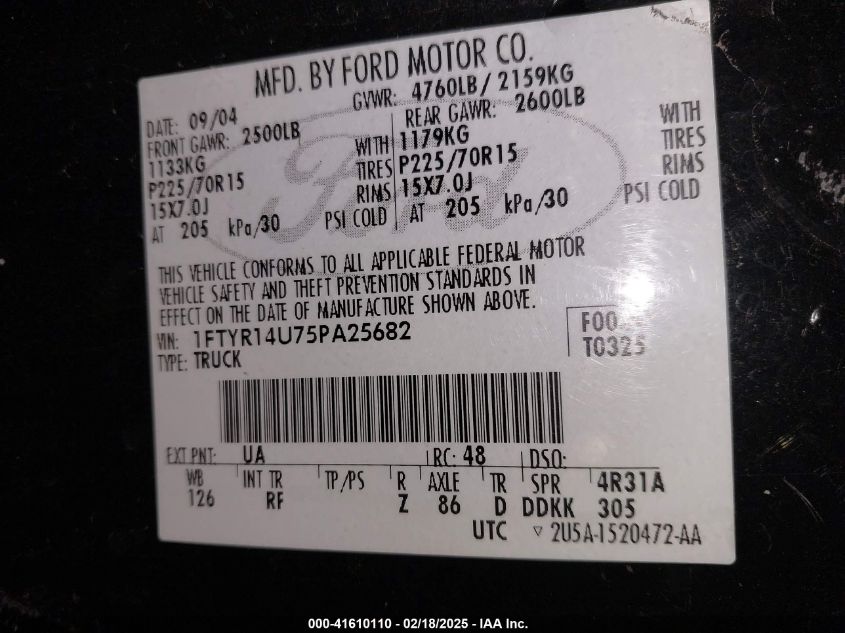 MFD. BY FORD MOTOR CO.
DATE: 09/04 GVWR: 4760LB/ 2159KG
FRONT GAWR: 2500LB REAR GAWR: 2600LB
1133KG WITH 1179KG WITH
P225/70R15 TIRES P225/70R15 TIRES
15X7.0J RIMS 15X7.0J RIMS
AT 205 kPa/30 PSI COLD AT 205 kPa/30 PSI COLD
THIS VEHICLE CONFORMS TO ALL APPLICABLE FEDERAL MOTOR
VEHICLE SAFETY AND THEFT PREVENTION STANDARDS IN
EFFECT ON THE DATE OF MANUFACTURE SHOWN ABOVE.
VIN: 1FTYR14U75PA25682
TYPE: TRUCK
T0325
EXT PNT: UA RC: 48 DSO:
WB INT TR TP/PS R AXLE TR SPR 4R31A
126 RF Z 86 D DDKK 305
UTC ▽ 2U5A-1520472-AA
Ford
000-41610110 - 02/18/2025 - IAA Inc.